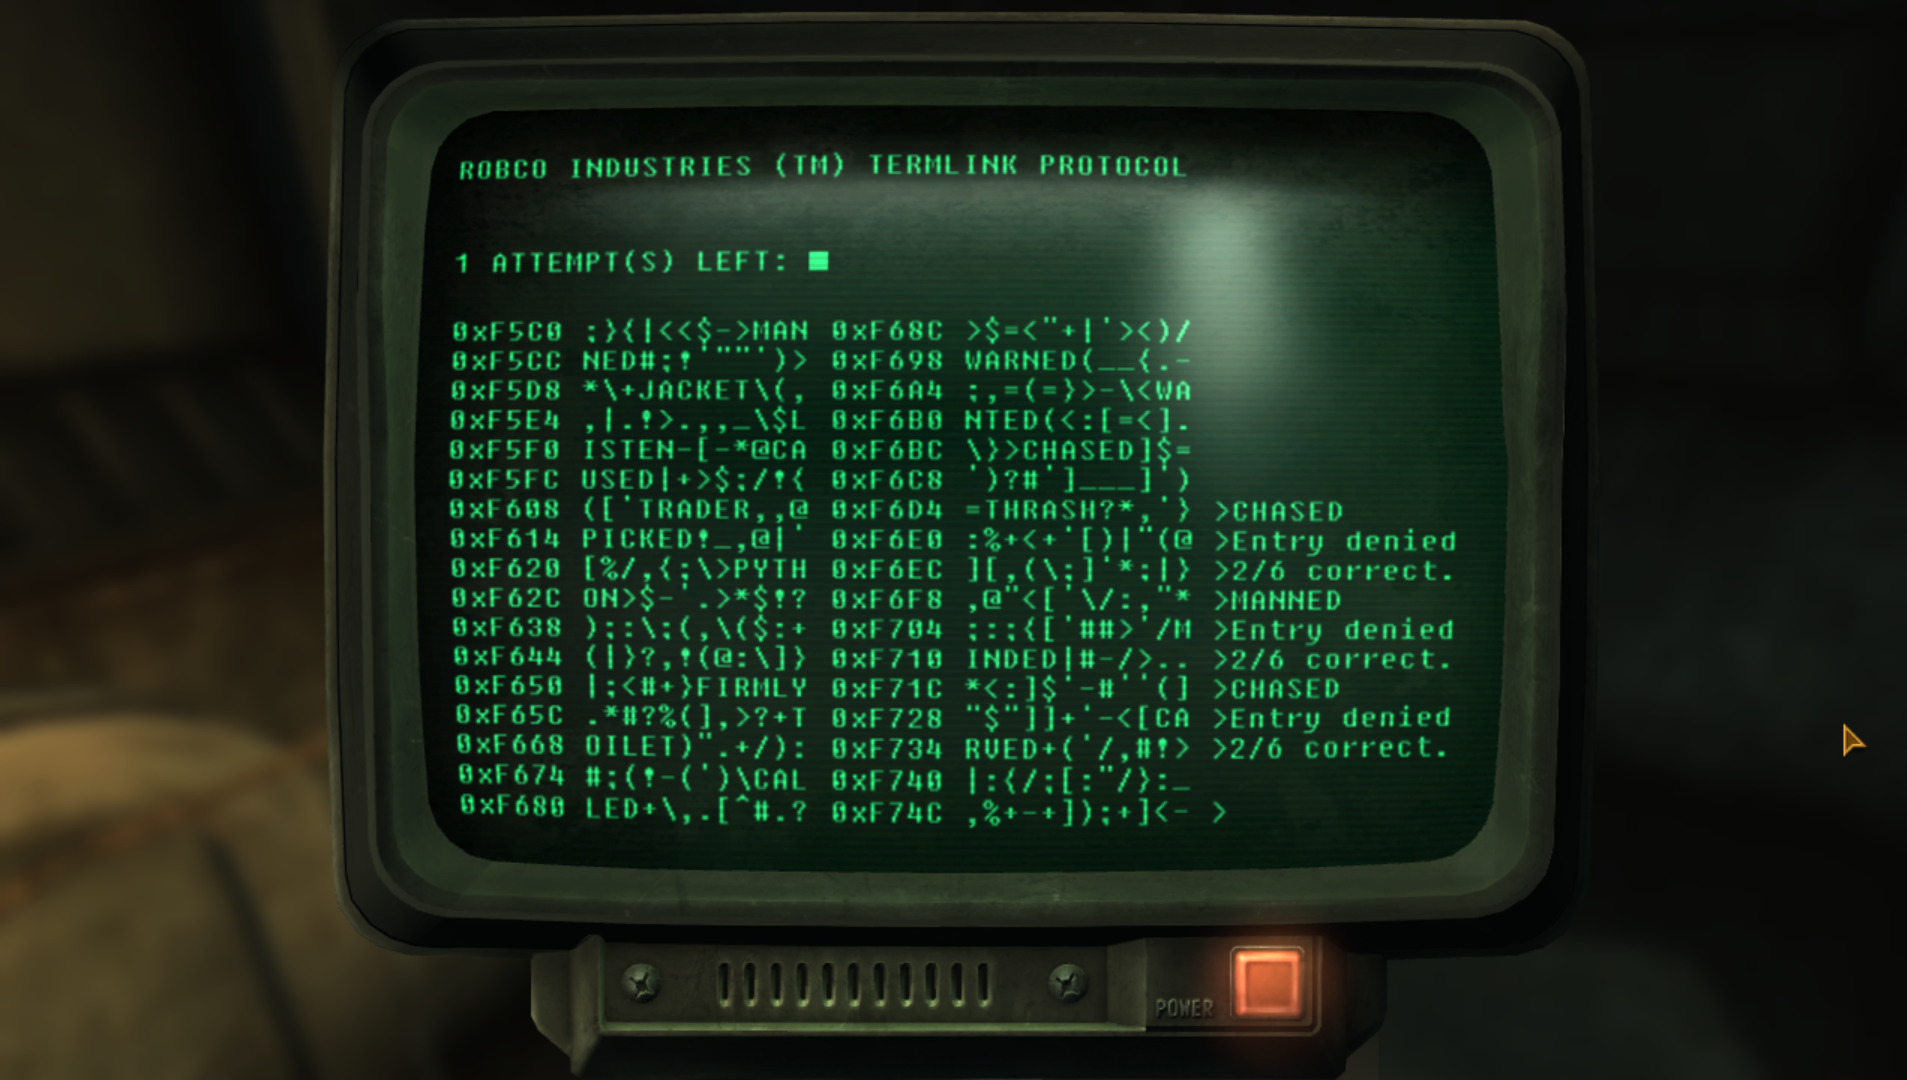 ROBCO INDUSTRIES (TM) TERMLINK PROTOCOL
1 ATTEMPT(S) LEFT:
0xF5C0 ;}{|<<$->MAN 0xF68C >$=<"+|'><)/
0xF5CC NED#;!'""')> 0xF698 WARNED(__{.-
0xF5D8 *\+JACKET\(, 0xF6A4 ;,=(=}>-\<WA
0xF5E4 ,|.!>.,,_\$L 0xF6B0 NTED(<:[=<].
0xF5F0 ISTEN-[-*@CA 0xF6BC \}>CHASED]$=
0xF5FC USED|+>$;/!{ 0xF6C8 ')?#']___]')
0xF608 (['TRADER,,@ 0xF6D4 =THRASH?*,'} >CHASED
0xF614 PICKED!_,@|' 0xF6E0 :%+<+'[)|"(@ >Entry denied
0xF620 [%/,{;\>PYTH 0xF6EC ][,(\;]'*;|} >2/6 correct.
0xF62C ON>$-'.>*$!? 0xF6F8 ,@"<['\/:,"* >MANNED
0xF638 );:\;(,\($:+ 0xF704 ;:;{['##>'/M >Entry denied
0xF644 (|}?,!(@:\]} 0xF710 INDED|#-/>.. >2/6 correct.
0xF650 |;<#+}FIRMLY 0xF71C *<:]$'-#''(] >CHASED
0xF65C .*#?%(],>?+T 0xF728 "$"]]+'-<[CA >Entry denied
0xF668 OILET)".+/): 0xF734 RVED+('/,#!> >2/6 correct.
0xF674 #;(!-(')\CAL 0xF740 |:{/;[:"/}:_
0xF680 LED+\,.[^#.? 0xF74C ,%+-+]);+]<- >
POWER